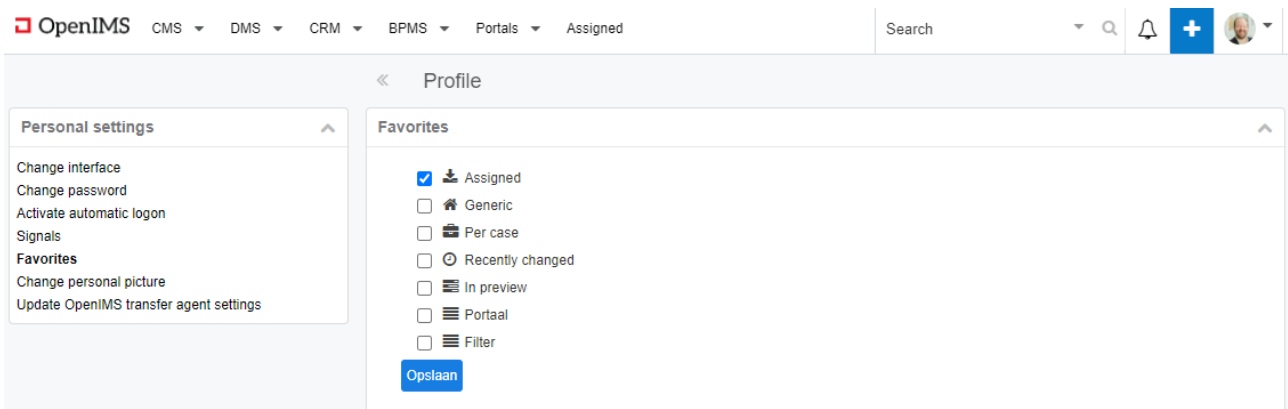 OpenIMS CMS DMS CRM BPMS Portals Assigned Search
Profile
Personal settings
Change interface
Change password
Activate automatic logon
Signals
Favorites
Change personal picture
Update OpenIMS transfer agent settings
Favorites
Assigned
Generic
Per case
Recently changed
In preview
Portaal
Filter
Opslaan